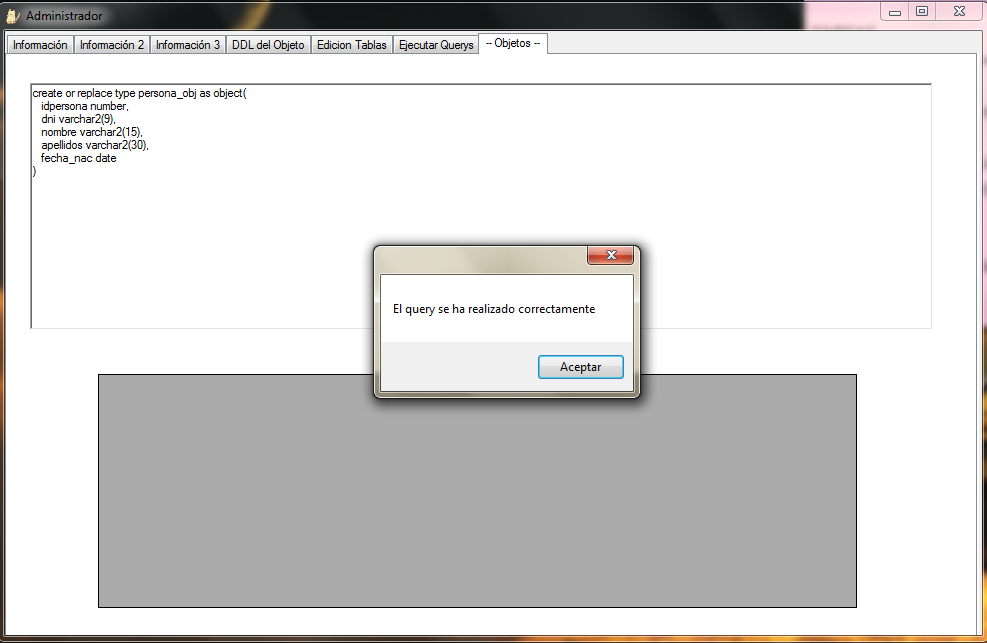 Administrador
Información
Información 2
Información 3
DDL del Objeto
Edicion Tablas
Ejecutar Querys
-- Objetos --
create or replace type persona_obj as object(
idpersona number,
dni varchar2(9),
nombre varchar2(15),
apellidos varchar2(30),
fecha_nac date
)
El query se ha realizado correctamente
Aceptar